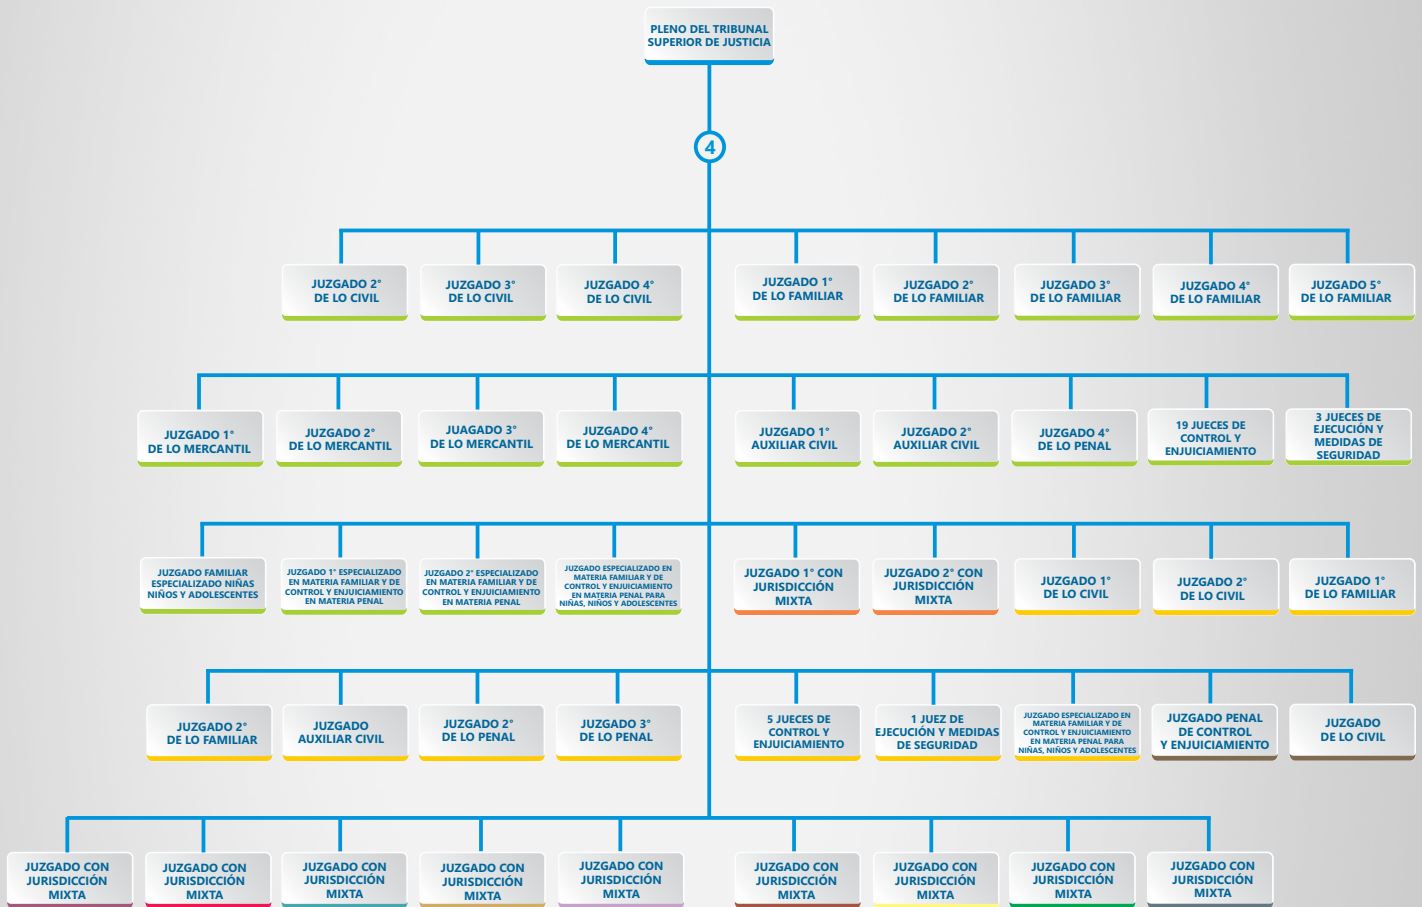 PLENO DEL TRIBUNAL
SUPERIOR DE JUSTICIA
4
JUZGADO 2°
DE LO CIVIL
JUZGADO 3°
DE LO CIVIL
JUZGADO 4°
DE LO CIVIL
JUZGADO 1°
DE LO FAMILIAR
JUZGADO 2°
DE LO FAMILIAR
JUZGADO 3°
DE LO FAMILIAR
JUZGADO 4°
DE LO FAMILIAR
JUZGADO 5°
DE LO FAMILIAR
JUZGADO 1°
DE LO MERCANTIL
JUZGADO 2°
DE LO MERCANTIL
JUAGADO 3°
DE LO MERCANTIL
JUZGADO 4°
DE LO MERCANTIL
JUZGADO 1°
AUXILIAR CIVIL
JUZGADO 2°
AUXILIAR CIVIL
JUZGADO 4°
DE LO PENAL
19 JUECES DE
CONTROL Y
ENJUICIAMIENTO
3 JUECES DE
EJECUCIÓN Y
MEDIDAS DE
SEGURIDAD
JUZGADO FAMILIAR
ESPECIALIZADO NIÑAS
NIÑOS Y ADOLESCENTES
JUZGADO 1° ESPECIALIZADO
EN MATERIA FAMILIAR Y DE
CONTROL Y ENJUICIAMIENTO
EN MATERIA PENAL
JUZGADO 2° ESPECIALIZADO
EN MATERIA FAMILIAR Y DE
CONTROL Y ENJUICIAMIENTO
EN MATERIA PENAL
JUZGADO ESPECIALIZADO EN
MATERIA FAMILIAR Y DE
CONTROL Y ENJUICIAMIENTO
EN MATERIA PENAL PARA
NIÑAS, NIÑOS Y ADOLESCENTES
JUZGADO 1° CON
JURISDICCIÓN
MIXTA
JUZGADO 2° CON
JURISDICCIÓN
MIXTA
JUZGADO 1°
DE LO CIVIL
JUZGADO 2°
DE LO CIVIL
JUZGADO 1°
DE LO FAMILIAR
JUZGADO 2°
DE LO FAMILIAR
JUZGADO
AUXILIAR CIVIL
JUZGADO 2°
DE LO PENAL
JUZGADO 3°
DE LO PENAL
5 JUECES DE
CONTROL Y
ENJUICIAMIENTO
1 JUEZ DE
EJECUCIÓN Y MEDIDAS
DE SEGURIDAD
JUZGADO ESPECIALIZADO EN
MATERIA FAMILIAR Y DE
CONTROL Y ENJUICIAMIENTO
EN MATERIA PENAL PARA
NIÑAS, NIÑOS Y ADOLESCENTES
JUZGADO PENAL
DE CONTROL
Y ENJUICIAMIENTO
JUZGADO
DE LO CIVIL
JUZGADO CON
JURISDICCIÓN
MIXTA
JUZGADO CON
JURISDICCIÓN
MIXTA
JUZGADO CON
JURISDICCIÓN
MIXTA
JUZGADO CON
JURISDICCIÓN
MIXTA
JUZGADO CON
JURISDICCIÓN
MIXTA
JUZGADO CON
JURISDICCIÓN
MIXTA
JUZGADO CON
JURISDICCIÓN
MIXTA
JUZGADO CON
JURISDICCIÓN
MIXTA
JUZGADO CON
JURISDICCIÓN
MIXTA